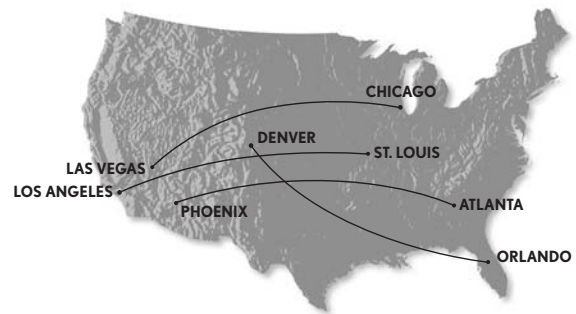 CHICAGO
DENVER
ST. LOUIS
LAS VEGAS
LOS ANGELES
PHOENIX
ATLANTA
ORLANDO